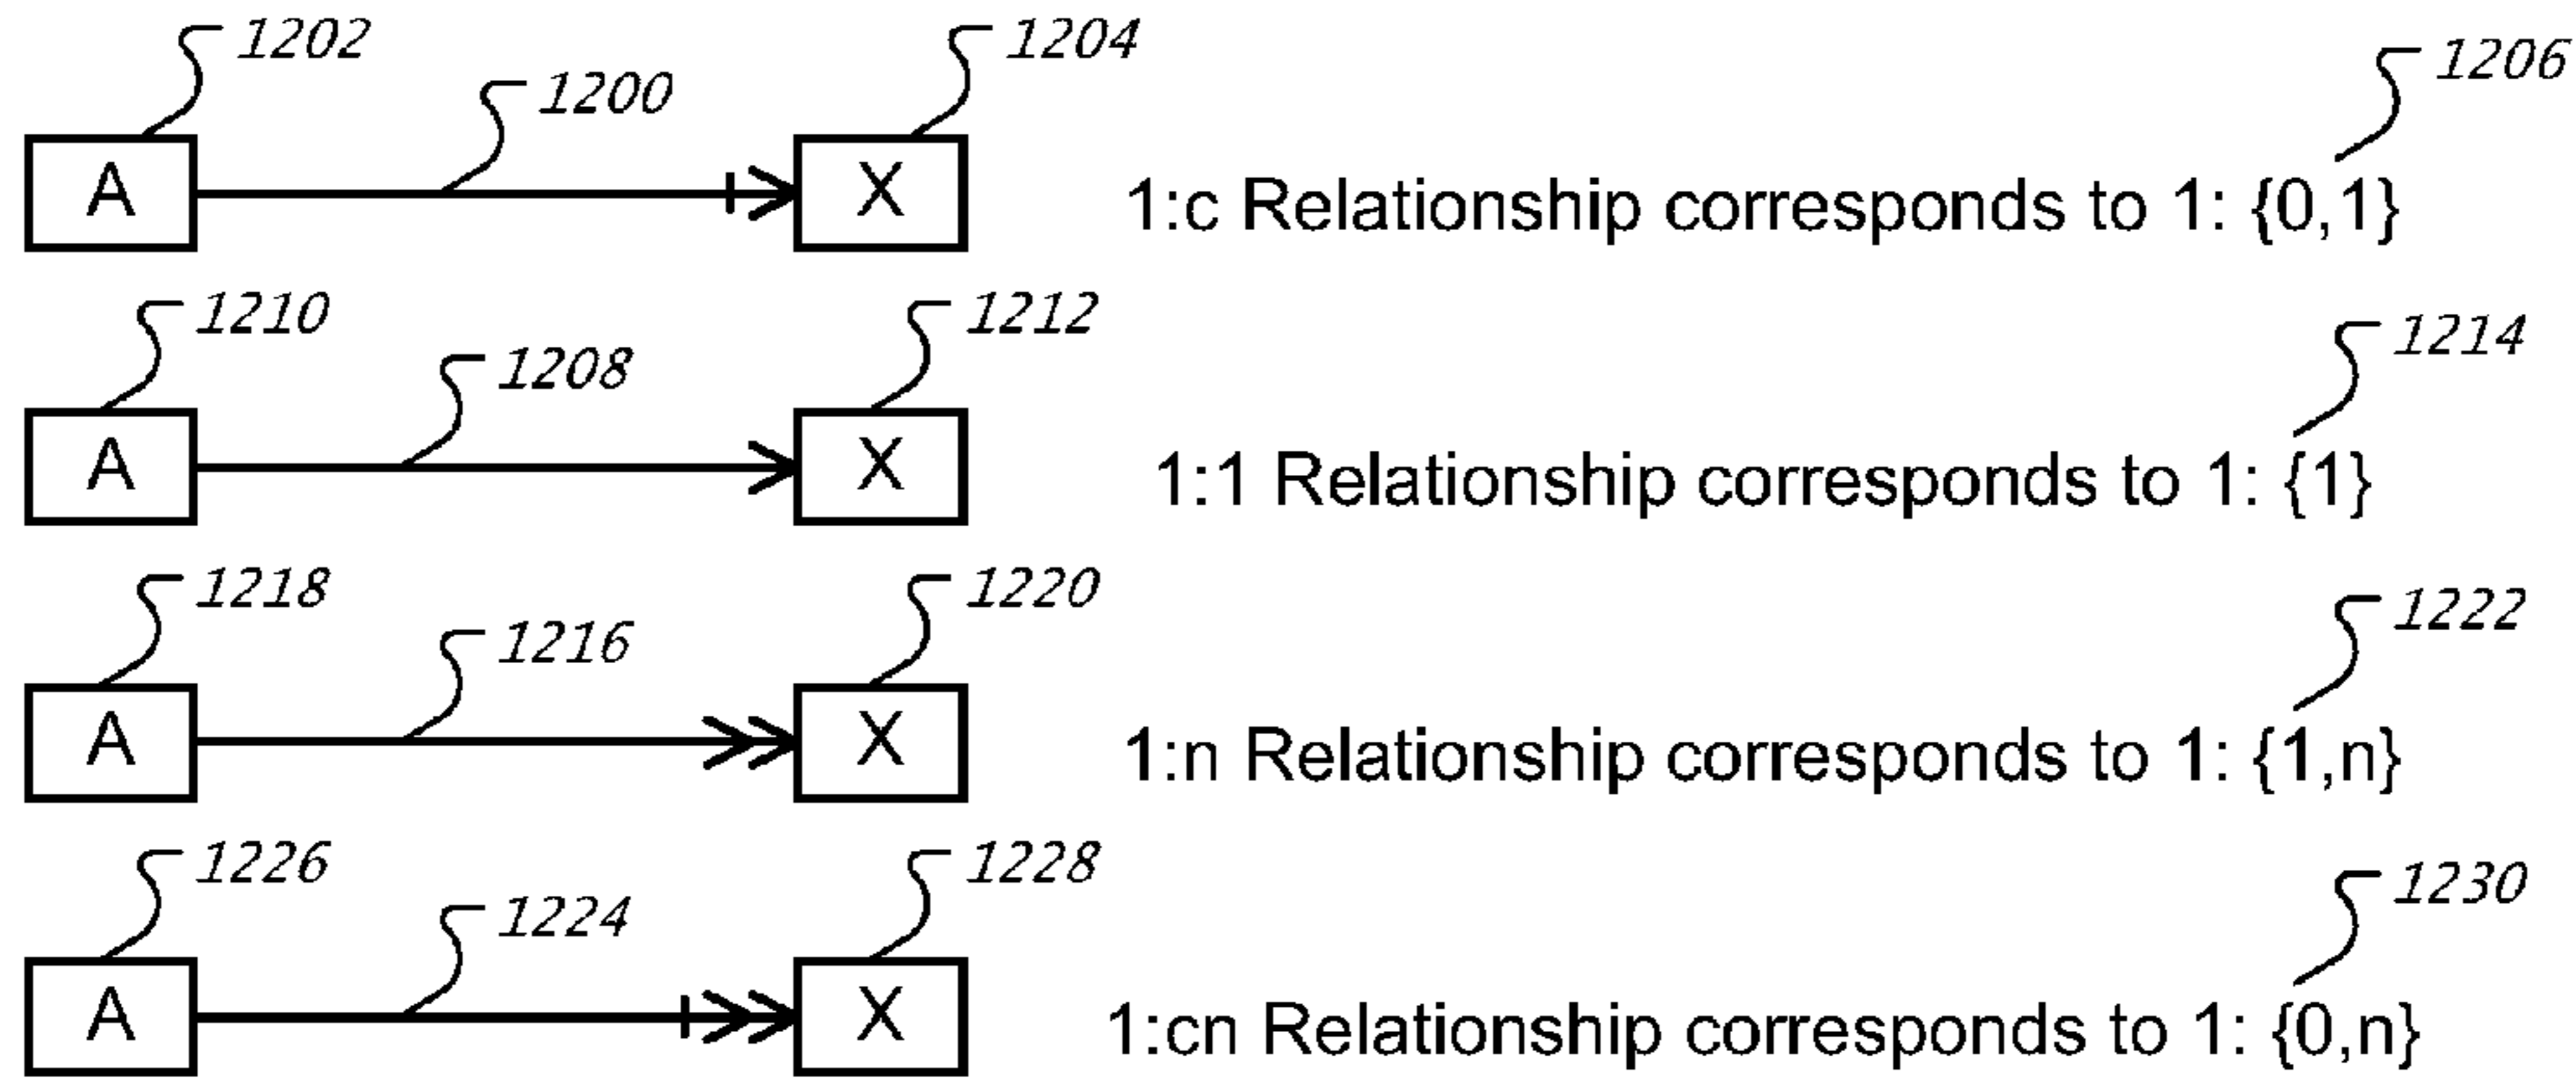 1202
1204
1200
1206
A
X
1:c Relationship corresponds to 1: {0,1}
1210
1212
1208
1214
A
X
1:1 Relationship corresponds to 1: {1}
1218
1220
1216
1222
A
X
1:n Relationship corresponds to 1: {1,n}
1226
1228
1224
1230
A
X
1:cn Relationship corresponds to 1: {0,n}